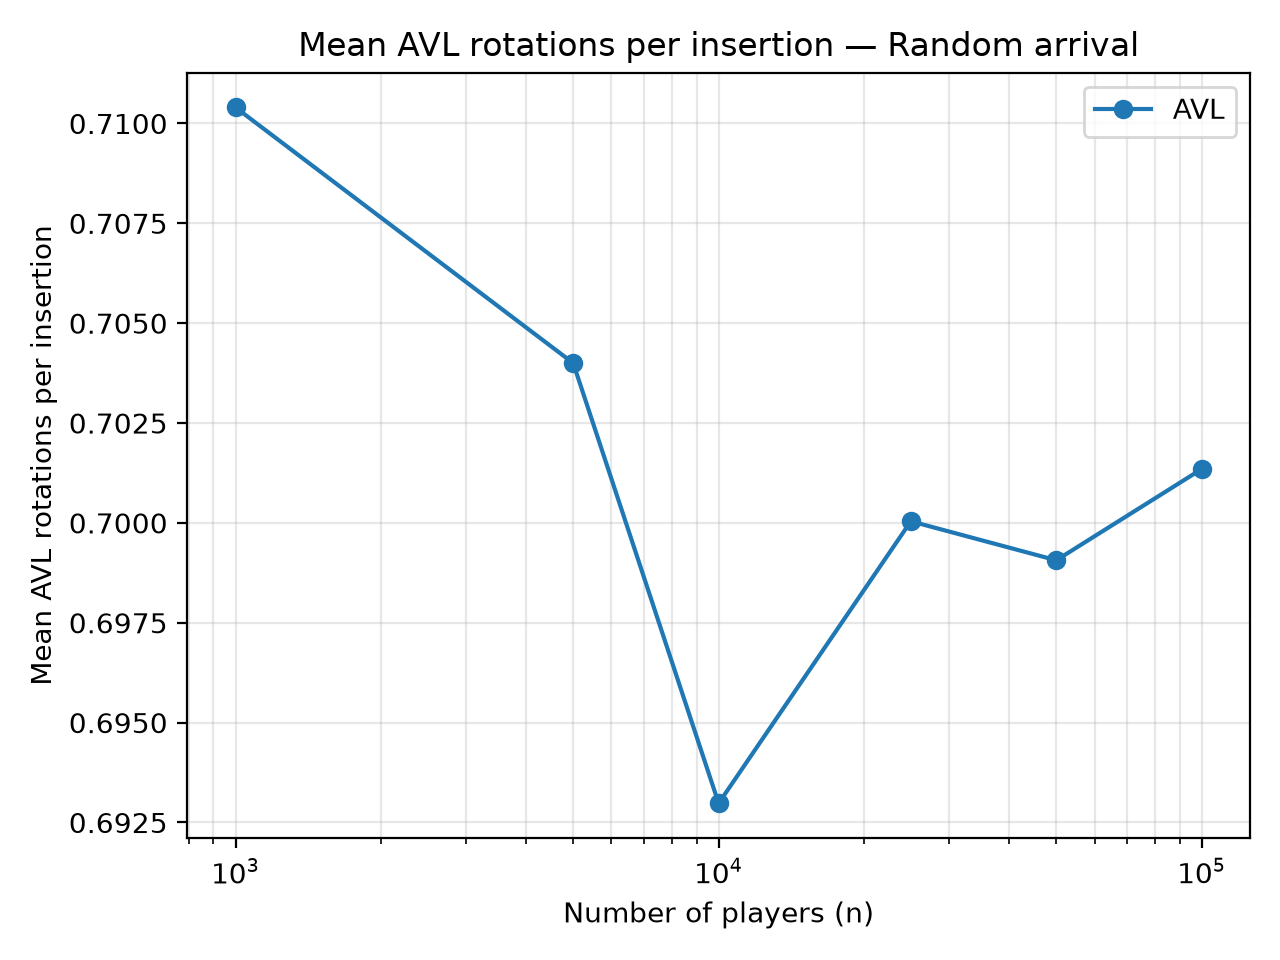 Mean AVL rotations per insertion — Random arrival
AVL
Mean AVL rotations per insertion
0.7100
0.7075
0.7050
0.7025
0.7000
0.6975
0.6950
0.6925
10³
10⁴
10⁵
Number of players (n)